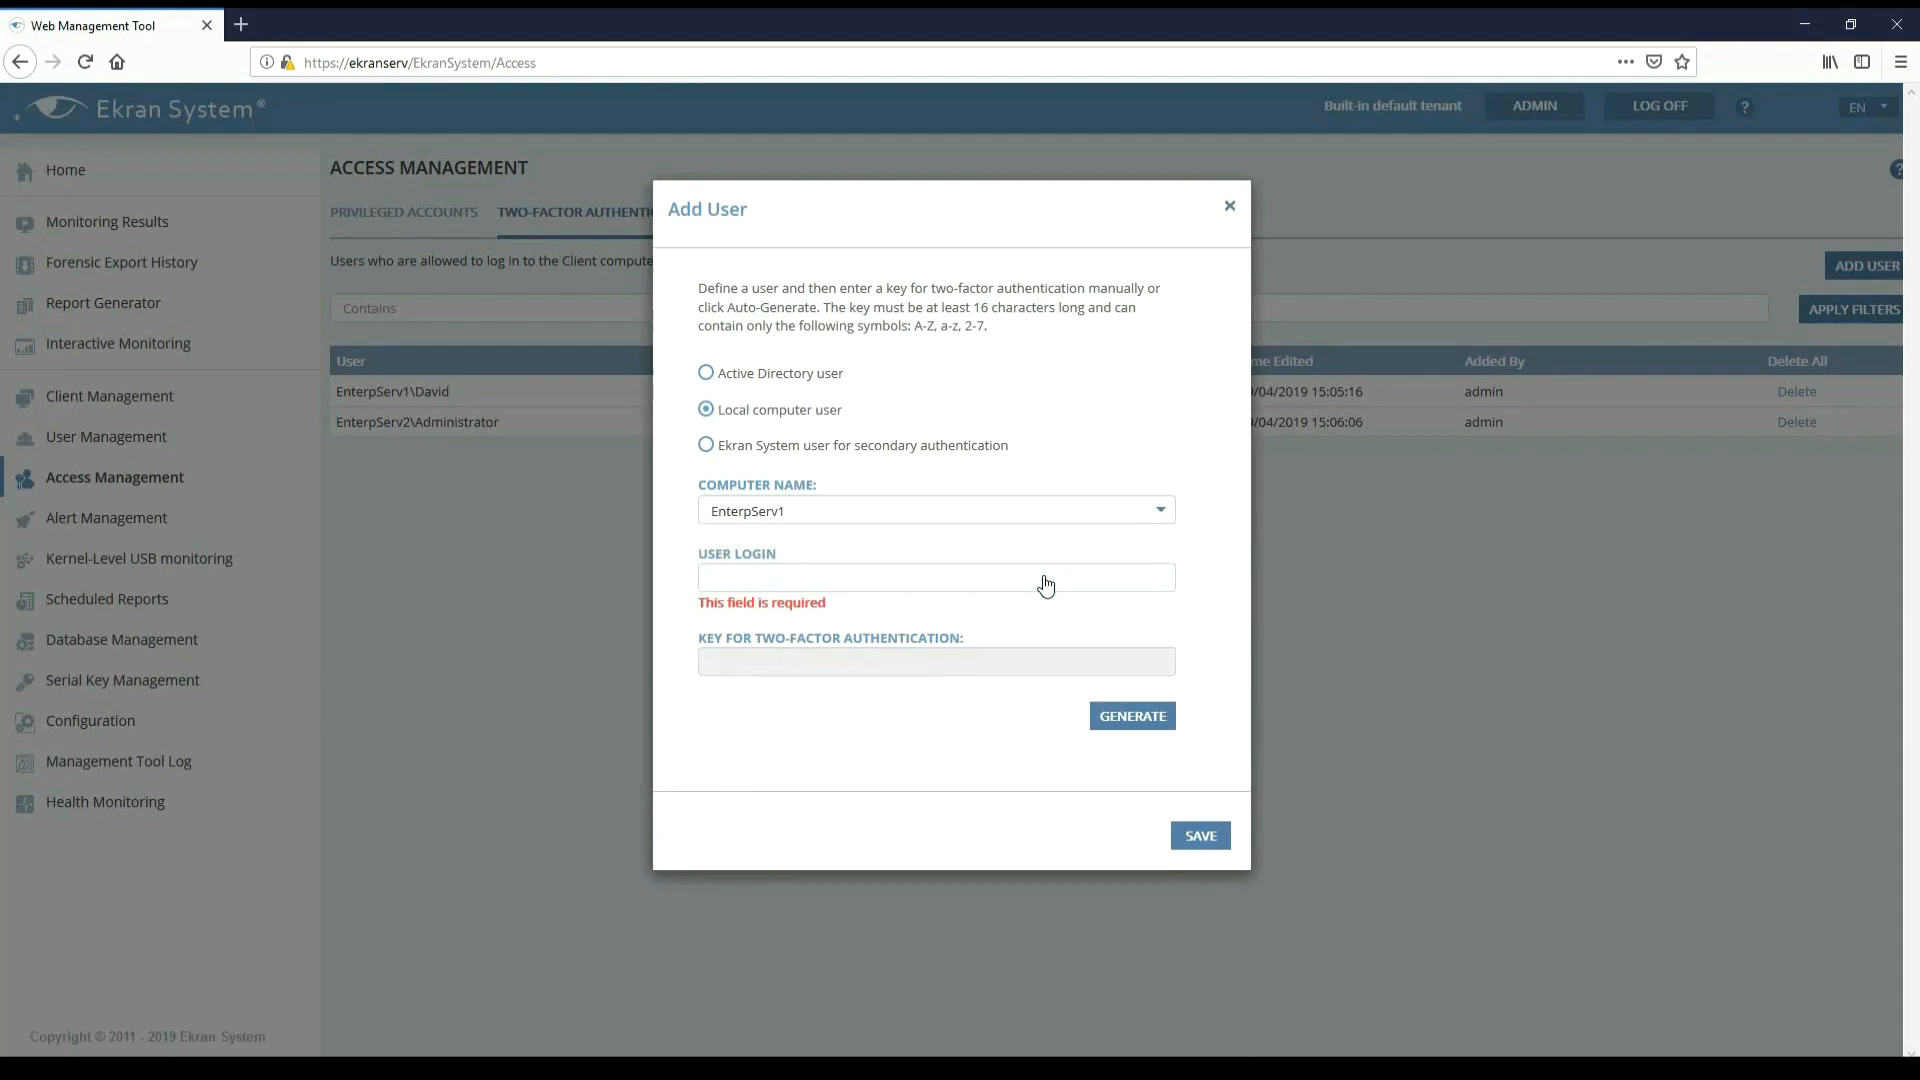 Web Management Tool
https://ekranserv/EkranSystem/Access
Ekran System®
Built-in default tenant
ADMIN
LOG OFF
?
EN
Home
Monitoring Results
Forensic Export History
Report Generator
Interactive Monitoring
Client Management
User Management
Access Management
Alert Management
Kernel-Level USB monitoring
Scheduled Reports
Database Management
Serial Key Management
Configuration
Management Tool Log
Health Monitoring
Copyright © 2011 - 2019 Ekran System
ACCESS MANAGEMENT
?
PRIVILEGED ACCOUNTS
TWO-FACTOR AUTHENTI
Users who are allowed to log in to the Client compute
ADD USER
Contains
APPLY FILTERS
User
me Edited
Added By
Delete All
EnterpServ1\David
/04/2019 15:05:16
admin
Delete
EnterpServ2\Administrator
/04/2019 15:06:06
admin
Delete
Add User
Define a user and then enter a key for two-factor authentication manually or
click Auto-Generate. The key must be at least 16 characters long and can
contain only the following symbols: A-Z, a-z, 2-7.
Active Directory user
Local computer user
Ekran System user for secondary authentication
COMPUTER NAME:
EnterpServ1
USER LOGIN
This field is required
KEY FOR TWO-FACTOR AUTHENTICATION:
GENERATE
SAVE